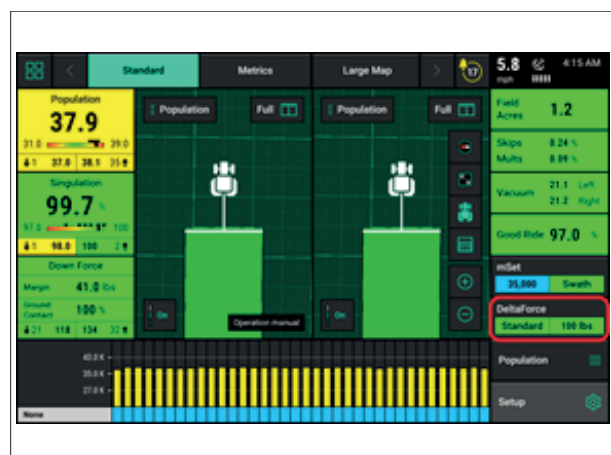 Standard
Metrics
Large Map
17
5.8
mph
4:15 AM
Population
37.9
31.0 39.0
1 37.0 38.1 35
Singulation
99.7 %
97.0 100
1 98.0 100 2
Down Force
Margin 41.0 lbs
Ground Contact 100 %
21 118 134 32
Population
Full
Population
Full
On
Operation manual
On
Field Acres 1.2
Skips 0.24 %
Mults 0.09 %
Vacuum 21.1 Left
21.2 Right
Good Ride 97.0 %
mSet
35,000 Swath
DeltaForce
Standard 100 lbs
Population
Setup
40.0 K
35.0 K
27.0 K
None